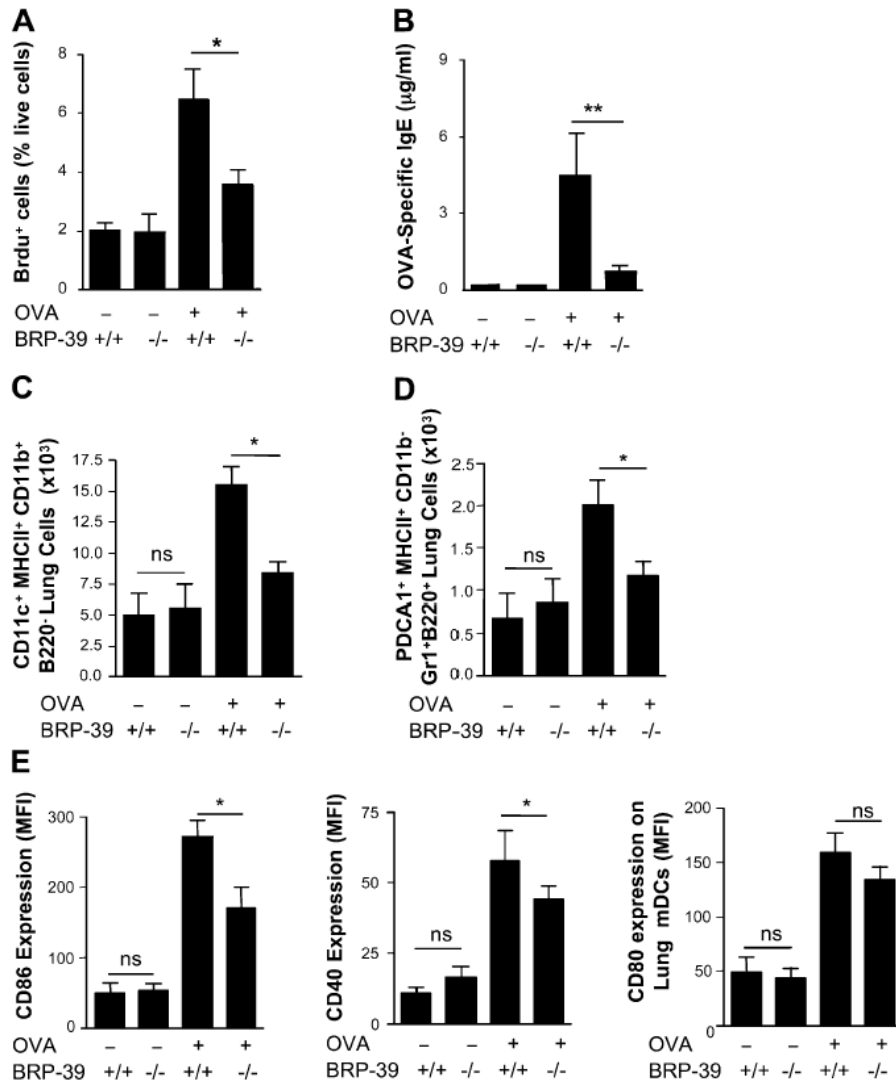 A
Brdu⁺ cells (% live cells)
8
6
4
2
0
*
OVA – – + +
BRP-39 +/+ -/- +/+ -/-
B
OVA-Specific IgE (μg/ml)
9
6
3
0
**
OVA – – + +
BRP-39 +/+ -/- +/+ -/-
C
CD11c⁺ MHCII⁺ CD11b⁺
B220⁻ Lung Cells (x10³)
17.5
15.0
12.5
10.0
7.5
5.0
2.5
0.0
ns
*
OVA – – + +
BRP-39 +/+ -/- +/+ -/-
D
PDCA1⁺ MHCII⁺ CD11b⁻
Gr1⁺B220⁺ Lung Cells (x10³)
2.5
2.0
1.5
1.0
0.5
0.0
ns
*
OVA – – + +
BRP-39 +/+ -/- +/+ -/-
E
CD86 Expression (MFI)
300
200
100
0
ns
*
OVA – – + +
BRP-39 +/+ -/- +/+ -/-
CD40 Expression (MFI)
75
50
25
0
ns
*
OVA – – + +
BRP-39 +/+ -/- +/+ -/-
CD80 expression on
Lung mDCs (MFI)
200
150
100
50
0
ns
ns
OVA – – + +
BRP-39 +/+ -/- +/+ -/-